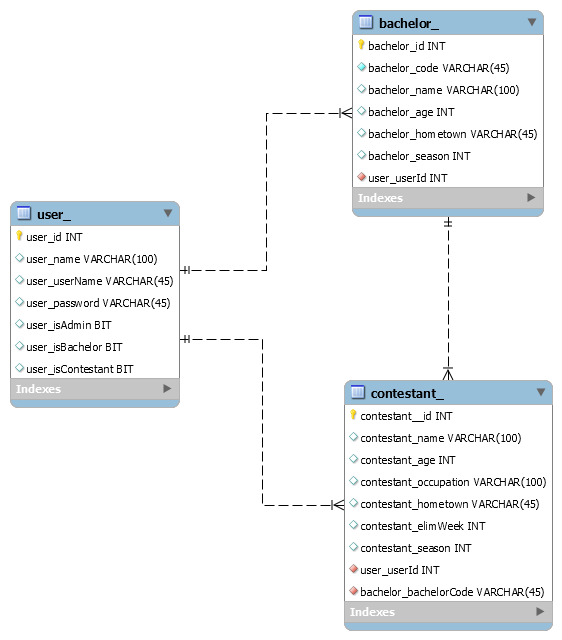 bachelor_
bachelor_id INT
bachelor_code VARCHAR(45)
bachelor_name VARCHAR(100)
bachelor_age INT
bachelor_hometown VARCHAR(45)
bachelor_season INT
user_userId INT
Indexes
user_
user_id INT
user_name VARCHAR(100)
user_userName VARCHAR(45)
user_password VARCHAR(45)
user_isAdmin BIT
user_isBachelor BIT
user_isContestant BIT
Indexes
contestant_
contestant__id INT
contestant_name VARCHAR(100)
contestant_age INT
contestant_occupation VARCHAR(100)
contestant_hometown VARCHAR(45)
contestant_elimWeek INT
contestant_season INT
user_userId INT
bachelor_bachelorCode VARCHAR(45)
Indexes